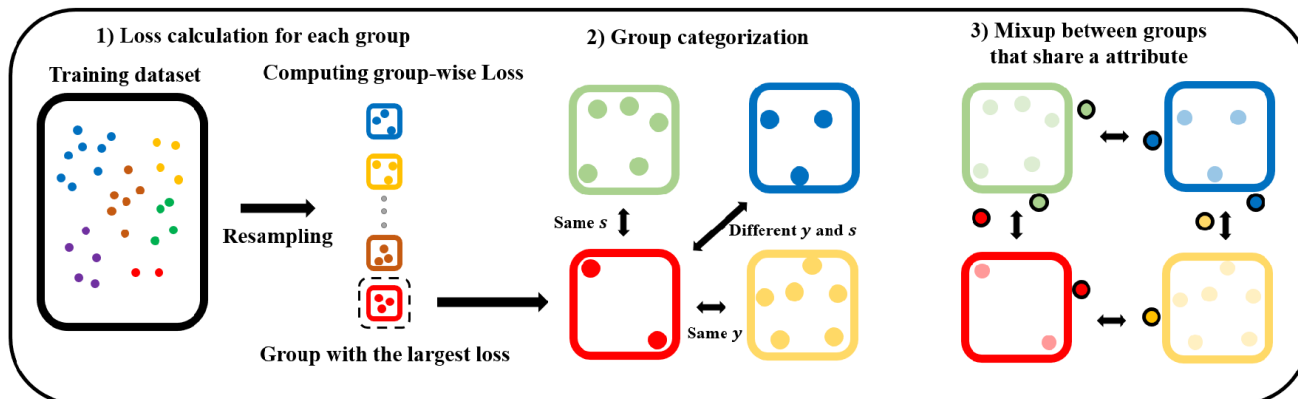 1) Loss calculation for each group
Training dataset
Computing group-wise Loss
Resampling
Group with the largest loss
2) Group categorization
Same s
Different y and s
Same y
3) Mixup between groups
that share a attribute